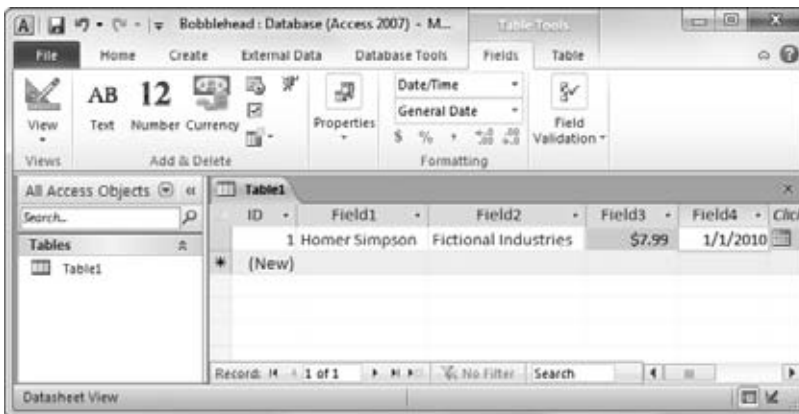 Bobblehead : Database (Access 2007) - M...
Table Tools
File Home Create External Data Database Tools Fields Table
View
Views
AB
Text
12
Number
Currency
Add & Delete
Properties
Date/Time
General Date
$ % ,
Formatting
Field
Validation
All Access Objects
Search...
Tables
Table1
Table1
ID Field1 Field2 Field3 Field4 Clic
1 Homer Simpson Fictional Industries $7.99 1/1/2010
* (New)
Record: 1 of 1 No Filter Search
Datasheet View